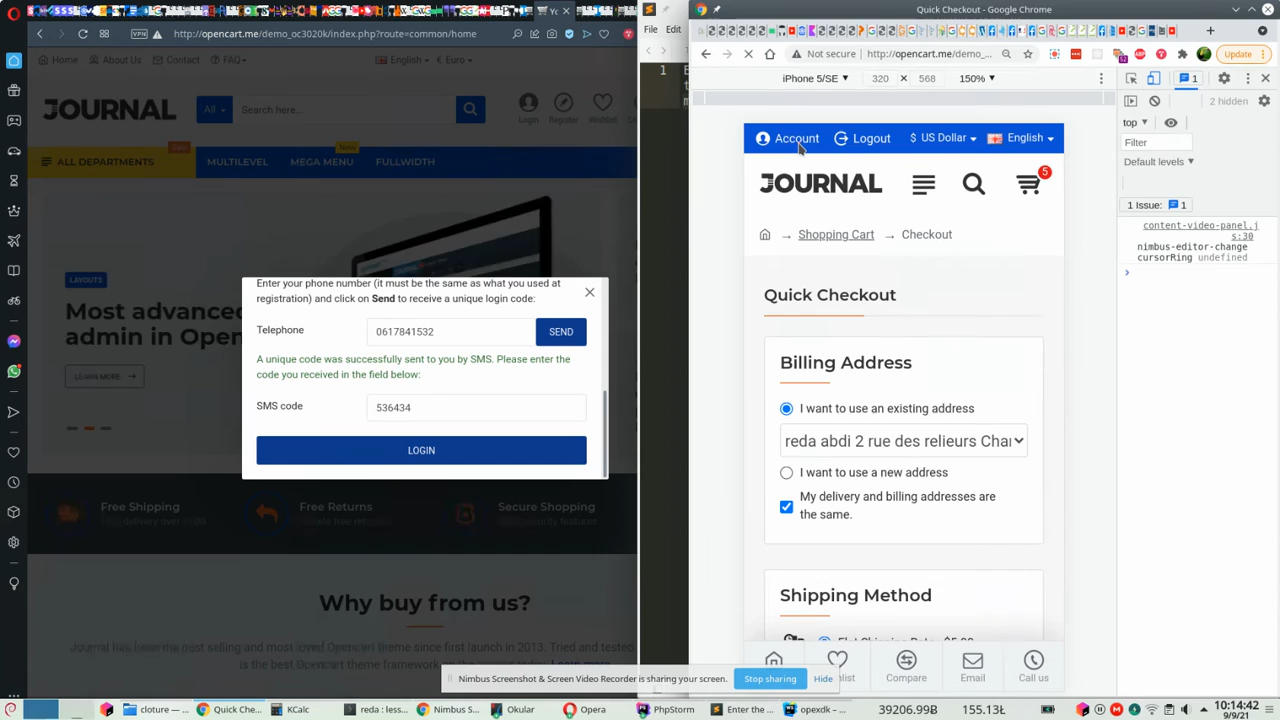 VPN http://opencart.me/demo_oc3020k/index.php?route=common/home
Home About Us Contact FAQ English Euro
JOURNAL All Search here... Login Register Wishlist
ALL DEPARTMENTS Sale MULTILEVEL MEGA MENU New FULLWIDTH
LAYOUTS
Most advanced
admin in Open
LEARN MORE
Enter your phone number (it must be the same as what you used at
registration) and click on Send to receive a unique login code:
Telephone 0617841532 SEND
A unique code was successfully sent to you by SMS. Please enter the
code you received in the field below:
SMS code 536434
LOGIN
Free Shipping Free Returns Secure Shopping
Why buy from us?
File Edit
1
Quick Checkout - Google Chrome
Not secure http://opencart.me/demo_... Update
iPhone 5/SE 320 × 568 150%
Account Logout $ US Dollar English
JOURNAL 5
→ Shopping Cart → Checkout
Quick Checkout
Billing Address
I want to use an existing address
reda abdi 2 rue des relieurs Char
I want to use a new address
My delivery and billing addresses are
the same.
Shipping Method
Compare Email Call us
1
2 hidden
top
Filter
Default levels
1 Issue: 1
content-video-panel.j
s:30
nimbus-editor-change
cursorRing undefined
Nimbus Screenshot & Screen Video Recorder is sharing your screen. Stop sharing Hide
cloture – ... Quick Che... KCalc reda : less... Nimbus S... Okular Opera PhpStorm Enter the ... opexdk – ... 39206.99฿ 155.13Ł 10:14:42
9/9/21